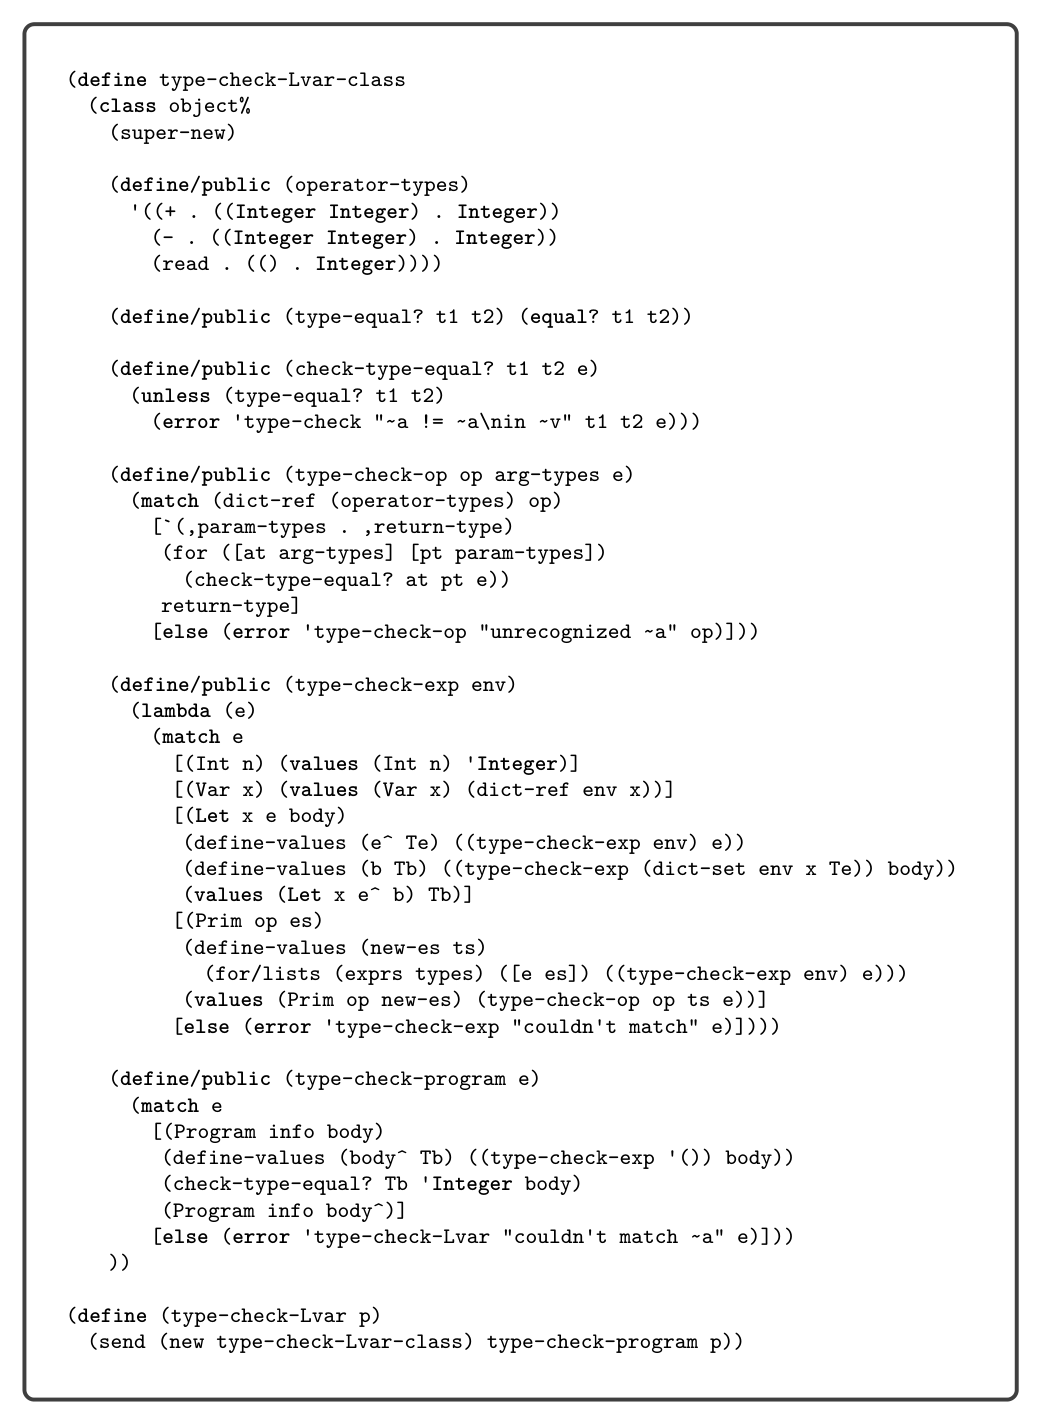 (define type-check-Lvar-class
  (class object%
    (super-new)

    (define/public (operator-types)
      '((+ . ((Integer Integer) . Integer))
        (- . ((Integer Integer) . Integer))
        (read . (() . Integer))))

    (define/public (type-equal? t1 t2) (equal? t1 t2))

    (define/public (check-type-equal? t1 t2 e)
      (unless (type-equal? t1 t2)
        (error 'type-check "~a != ~a\nin ~v" t1 t2 e)))

    (define/public (type-check-op op arg-types e)
      (match (dict-ref (operator-types) op)
        [`(,param-types . ,return-type)
         (for ([at arg-types] [pt param-types])
           (check-type-equal? at pt e))
         return-type]
        [else (error 'type-check-op "unrecognized ~a" op)]))

    (define/public (type-check-exp env)
      (lambda (e)
        (match e
          [(Int n) (values (Int n) 'Integer)]
          [(Var x) (values (Var x) (dict-ref env x))]
          [(Let x e body)
           (define-values (e^ Te) ((type-check-exp env) e))
           (define-values (b Tb) ((type-check-exp (dict-set env x Te)) body))
           (values (Let x e^ b) Tb)]
          [(Prim op es)
           (define-values (new-es ts)
             (for/lists (exprs types) ([e es]) ((type-check-exp env) e)))
           (values (Prim op new-es) (type-check-op op ts e))]
          [else (error 'type-check-exp "couldn't match" e)])))

    (define/public (type-check-program e)
      (match e
        [(Program info body)
         (define-values (body^ Tb) ((type-check-exp '()) body))
         (check-type-equal? Tb 'Integer body)
         (Program info body^)]
        [else (error 'type-check-Lvar "couldn't match ~a" e)]))
    ))

(define (type-check-Lvar p)
  (send (new type-check-Lvar-class) type-check-program p))